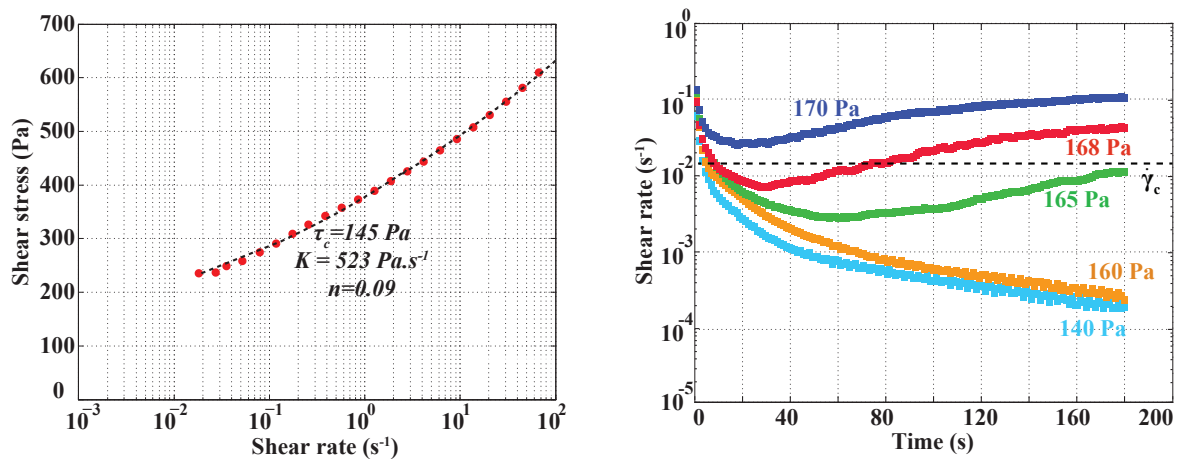 700
600
500
400
300
200
100
0
Shear stress (Pa)
τc=145 Pa
K = 523 Pa.s⁻¹
n=0.09
10⁻³ 10⁻² 10⁻¹ 10⁰ 10¹ 10²
Shear rate (s⁻¹)
10⁰
10⁻¹
10⁻²
10⁻³
10⁻⁴
10⁻⁵
Shear rate (s⁻¹)
170 Pa
168 Pa
γ̇c
165 Pa
160 Pa
140 Pa
0 40 80 120 160 200
Time (s)